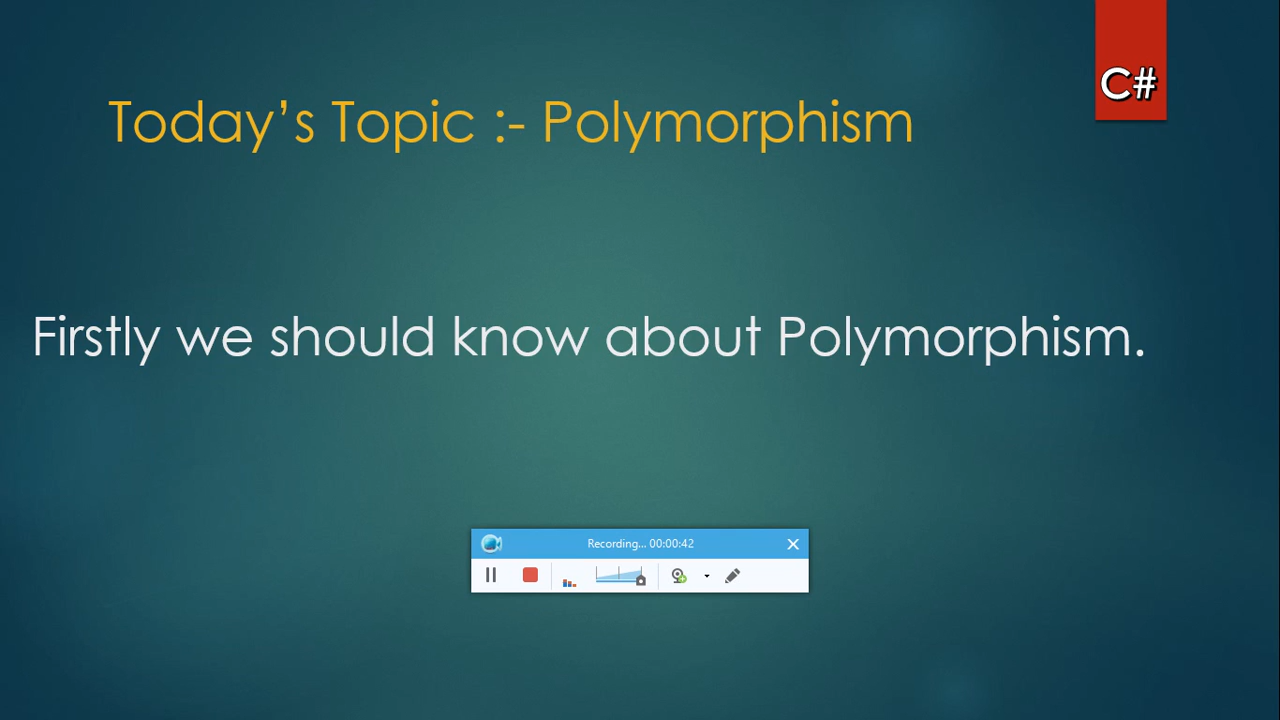 C#
Today’s Topic :- Polymorphism
Firstly we should know about Polymorphism.
Recording... 00:00:42